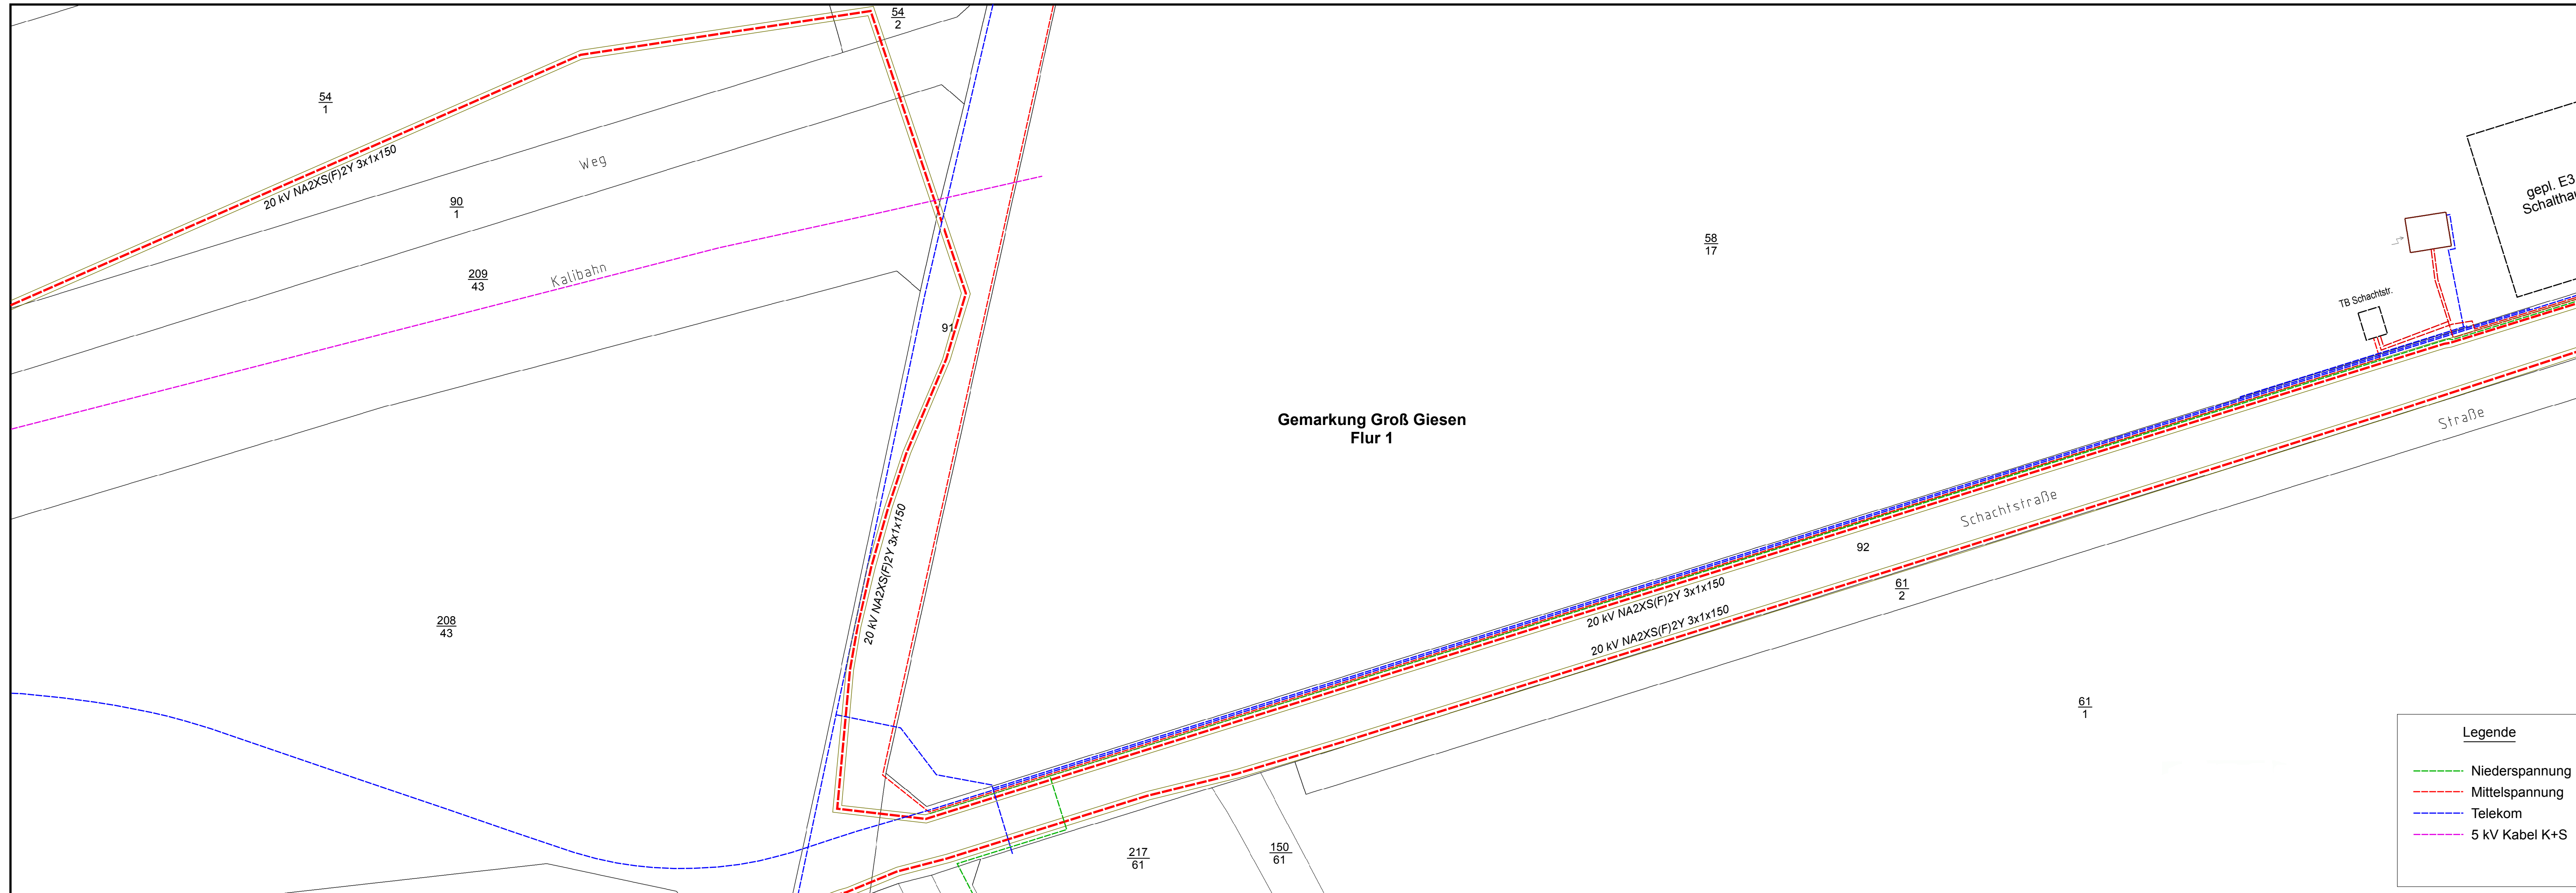 54
2
54
1
20 kV NA2XS(F)2Y 3x1x150
Weg
90
1
209
43
Kalibahn
91
58
17
gepl. E3
TB Schachtstr.
Gemarkung Groß Giesen
Flur 1
Straße
Schachtstraße
92
20 kV NA2XS(F)2Y 3x1x150
20 kV NA2XS(F)2Y 3x1x150
20 kV NA2XS(F)2Y 3x1x150
61
2
208
43
61
1
217
61
150
61
Legende
Niederspannung
Mittelspannung
Telekom
5 kV Kabel K+S